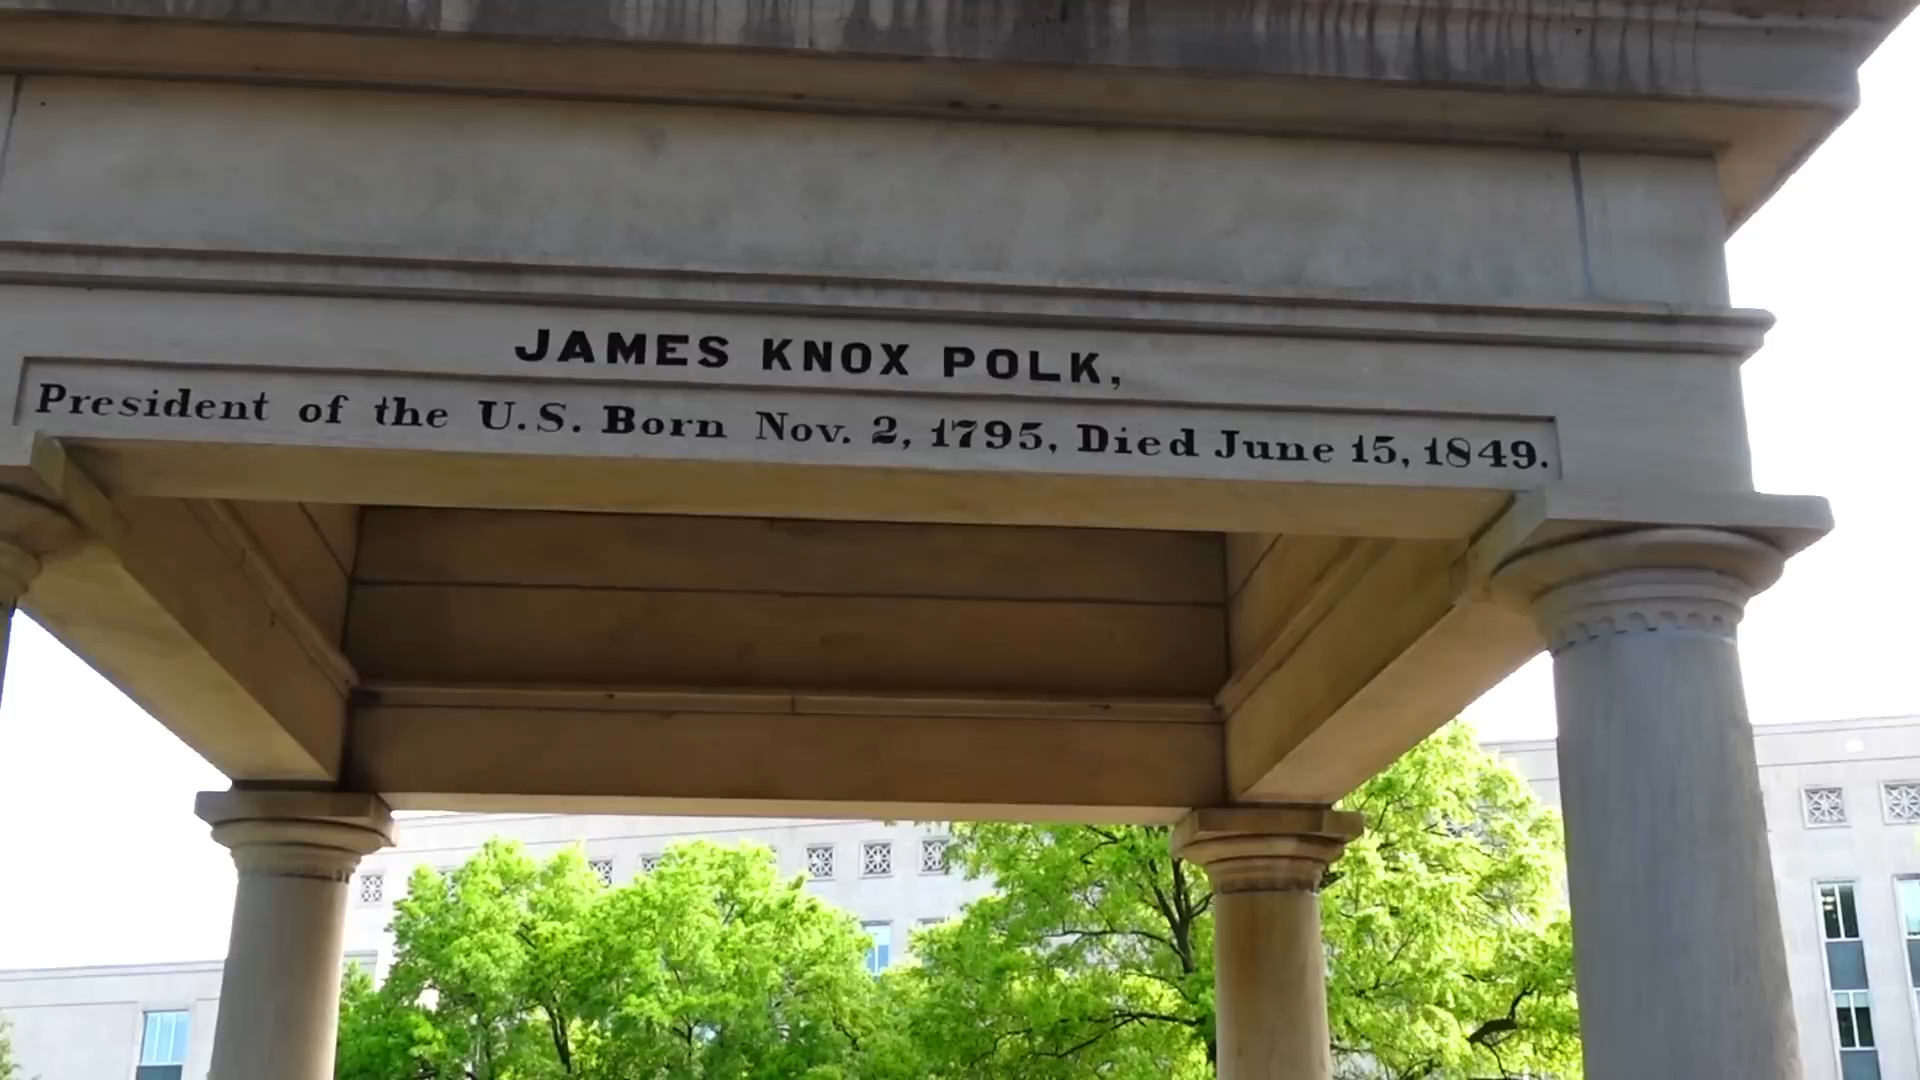 JAMES KNOX POLK,
President of the U.S. Born Nov. 2, 1795, Died June 15, 1849.